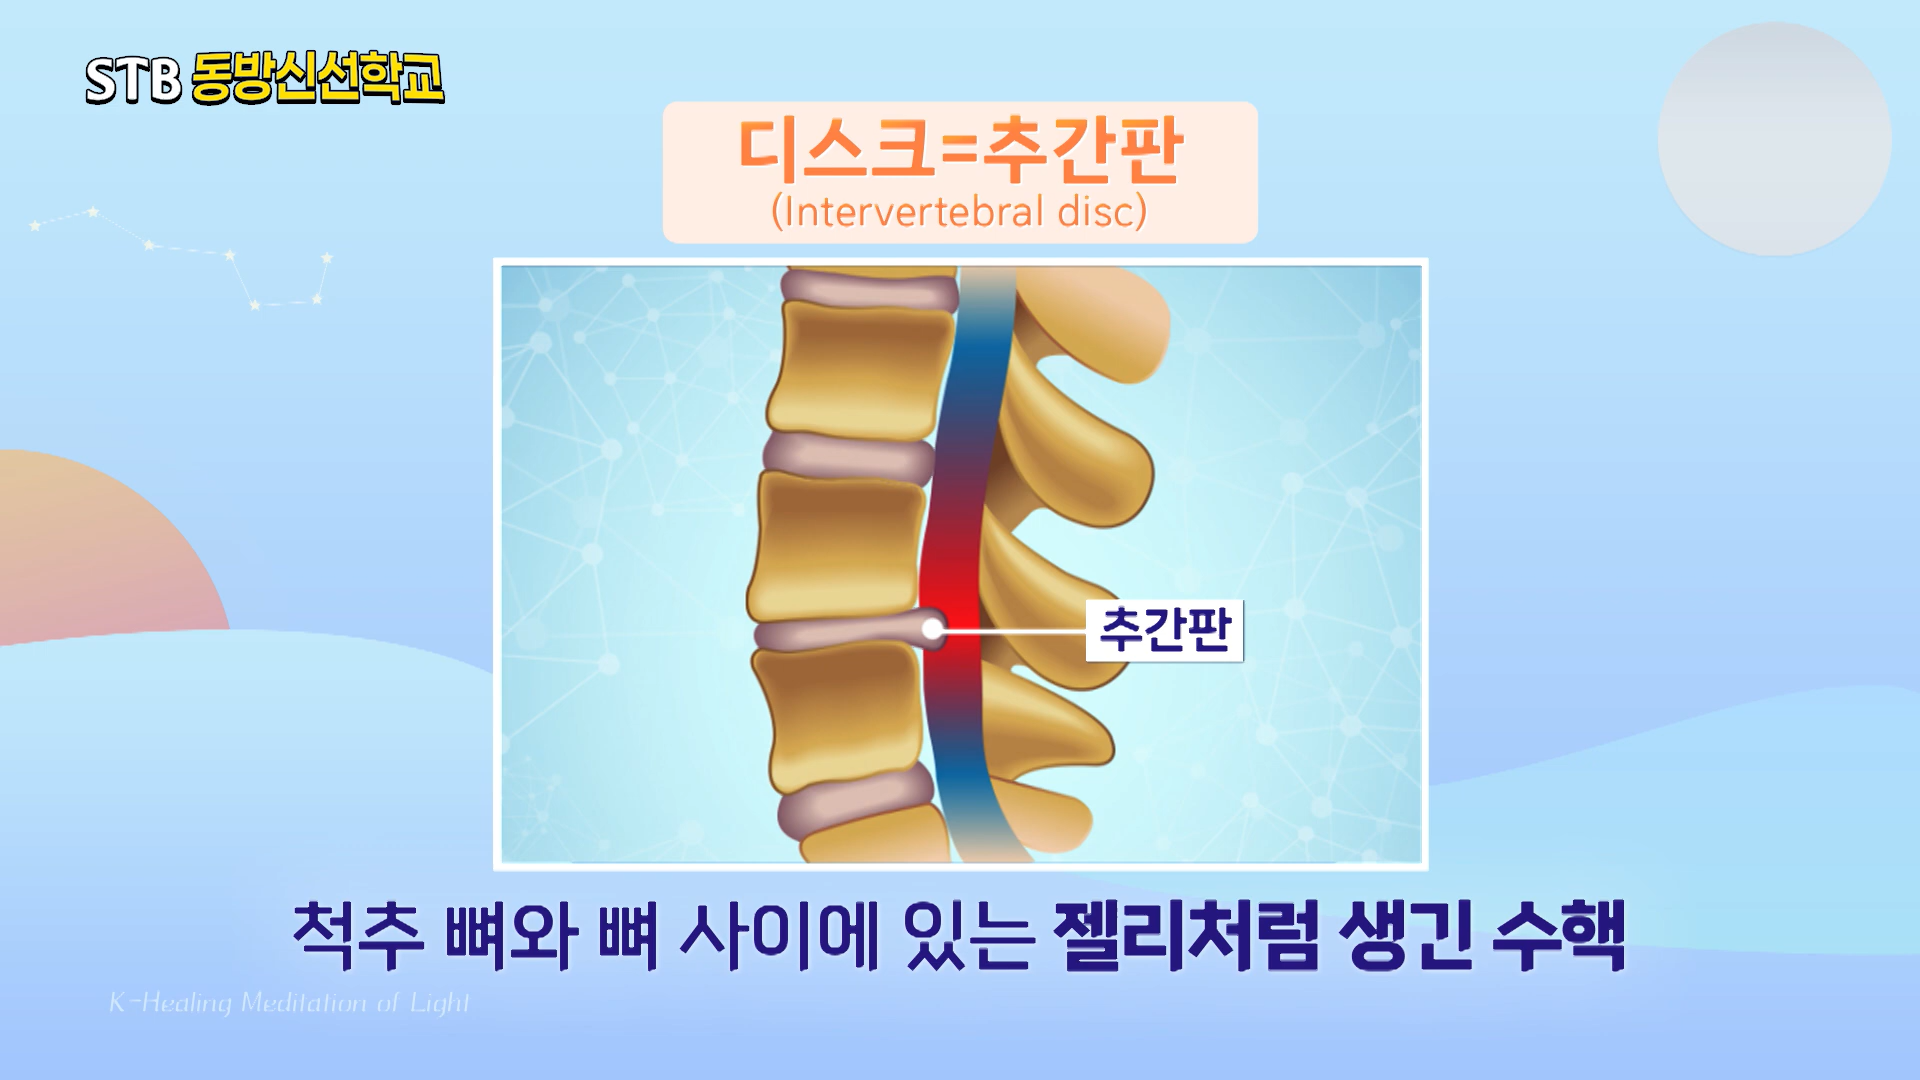 STB 동방신선학교
디스크=추간판
(Intervertebral disc)
추간판
척추 뼈와 뼈 사이에 있는 젤리처럼 생긴 수핵
K-Healing Meditation of Light